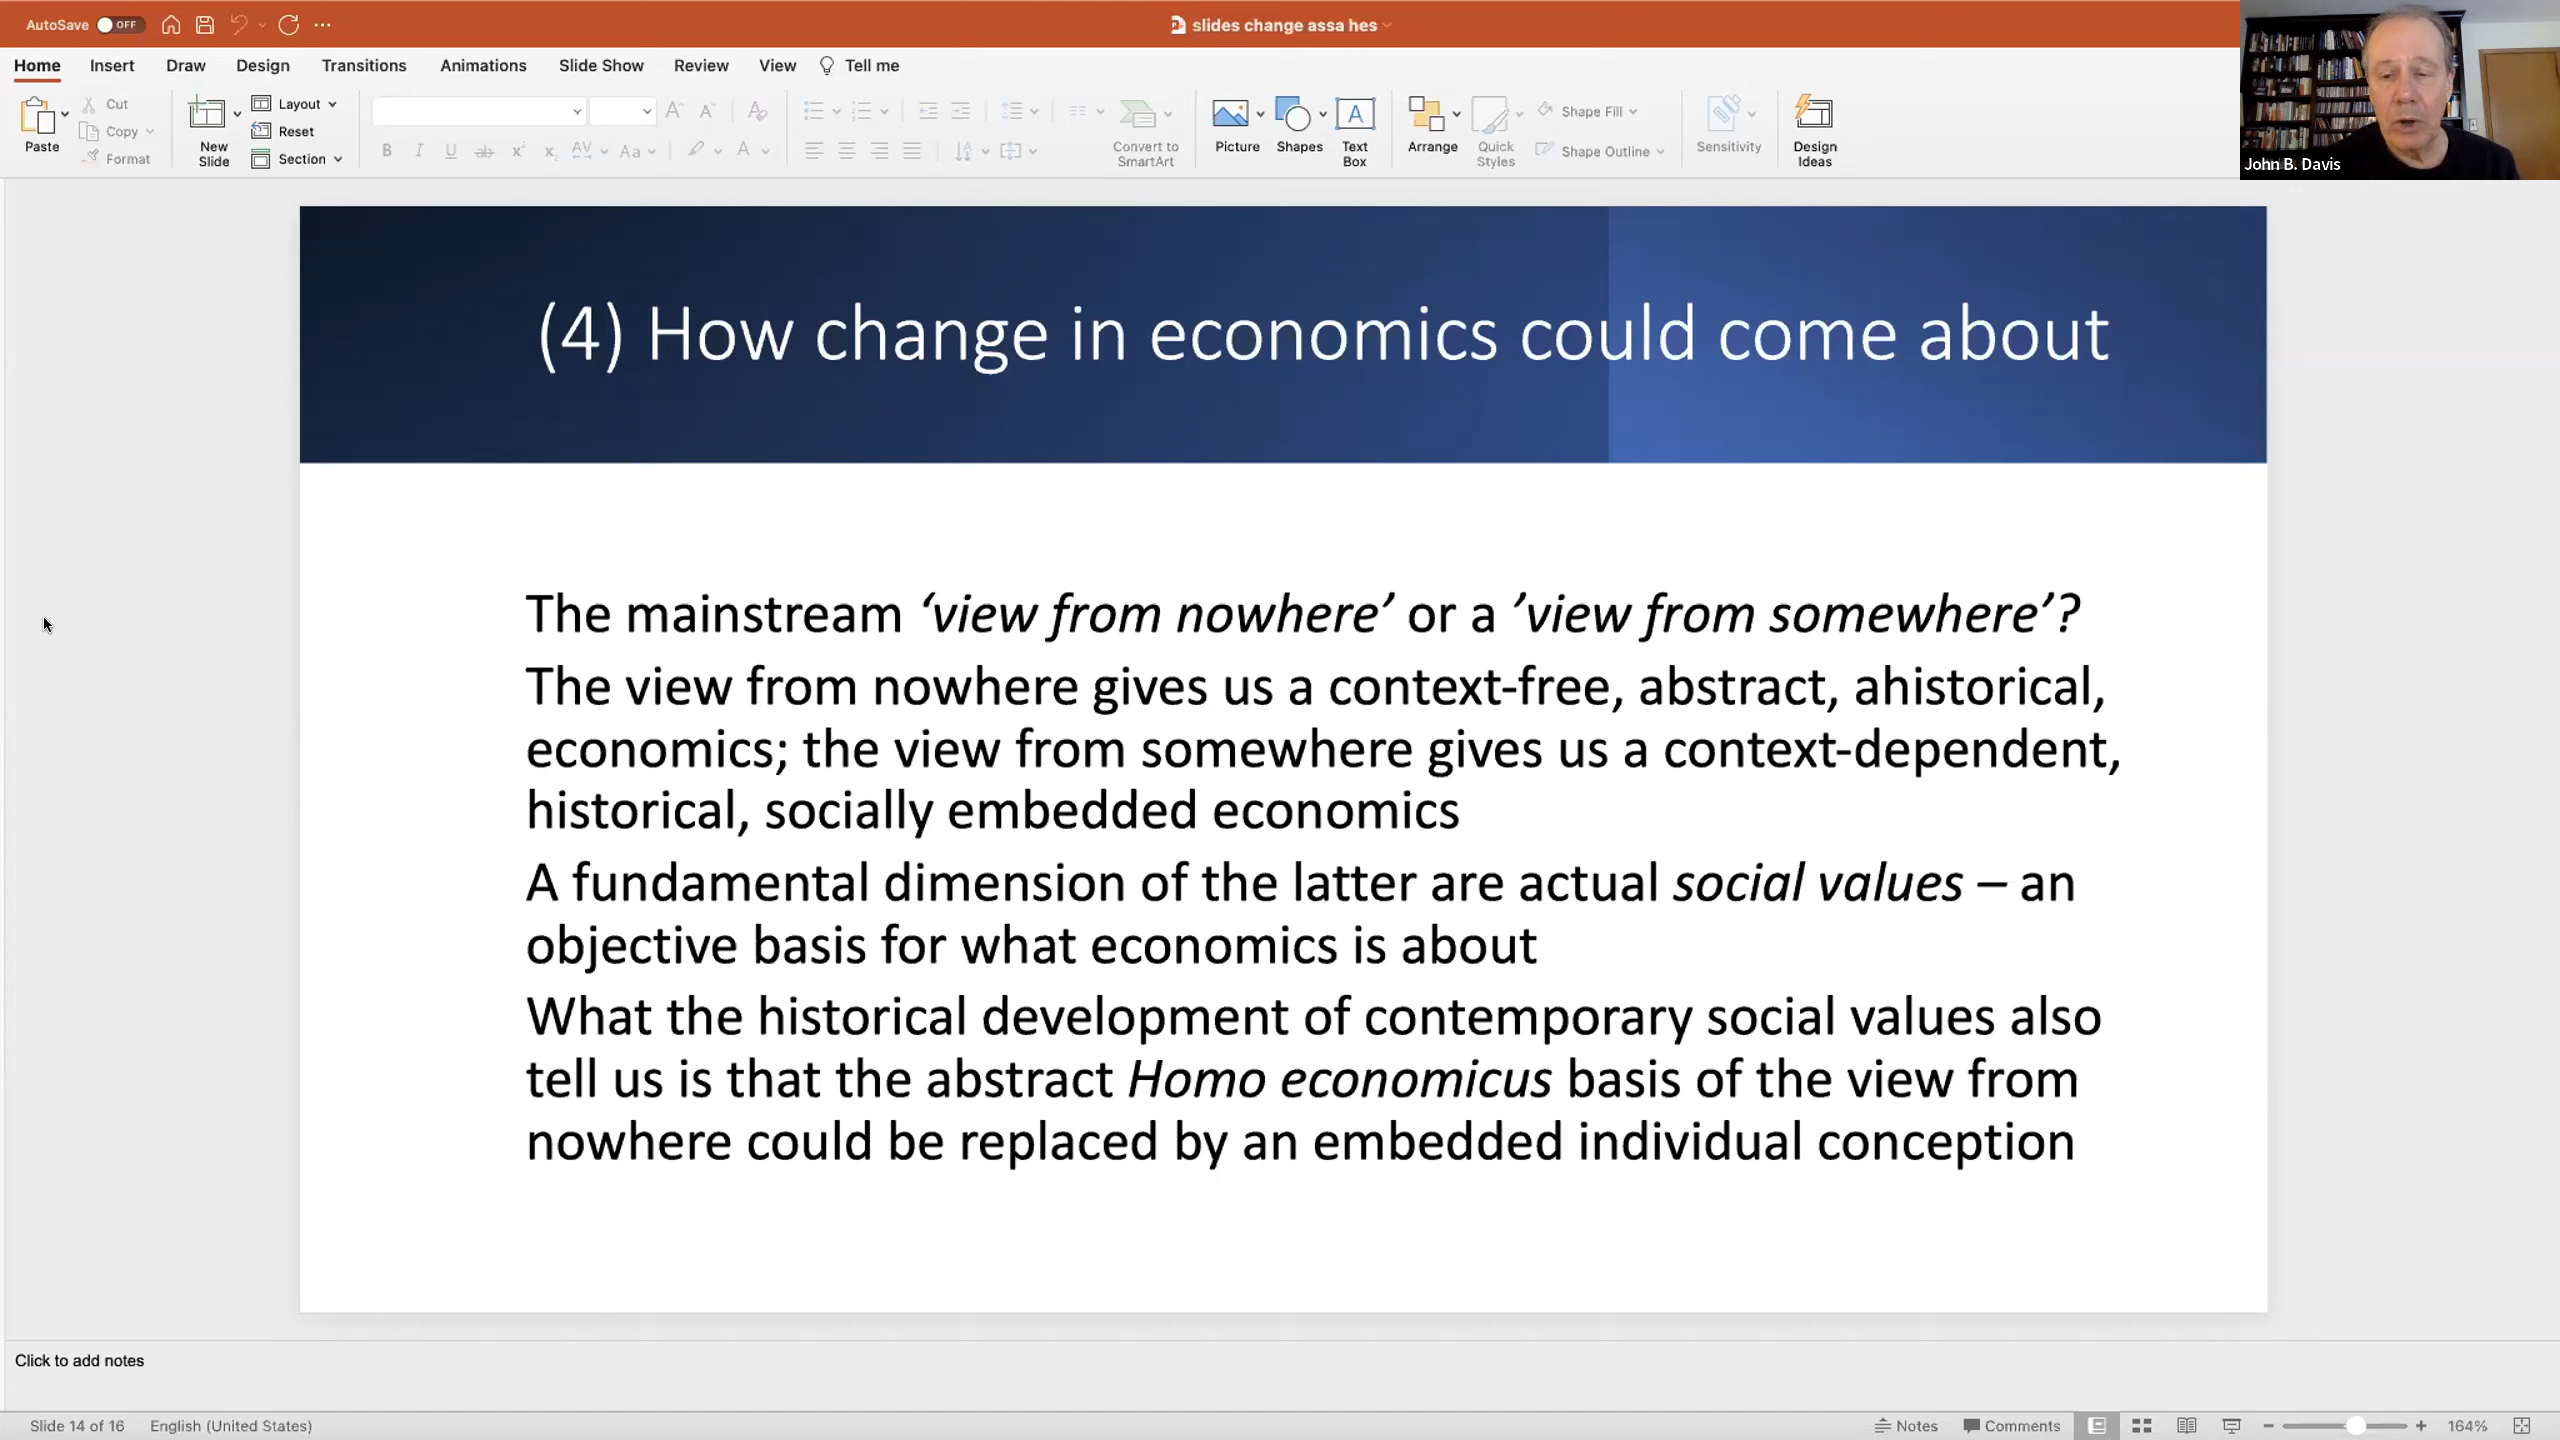 AutoSave OFF
slides change assa hes
Home Insert Draw Design Transitions Animations Slide Show Review View Tell me
Paste
Cut
Copy
Format
New Slide
Layout
Reset
Section
B I U ab x x AV Aa A
A A A
Convert to SmartArt
Picture
Shapes
A
Text Box
Arrange
Quick Styles
Shape Fill
Shape Outline
Sensitivity
Design Ideas
John B. Davis
(4) How change in economics could come about
The mainstream ‘view from nowhere’ or a ’view from somewhere’?
The view from nowhere gives us a context-free, abstract, ahistorical,
economics; the view from somewhere gives us a context-dependent,
historical, socially embedded economics
A fundamental dimension of the latter are actual social values – an
objective basis for what economics is about
What the historical development of contemporary social values also
tell us is that the abstract Homo economicus basis of the view from
nowhere could be replaced by an embedded individual conception
Click to add notes
Slide 14 of 16 English (United States) Notes Comments 164%